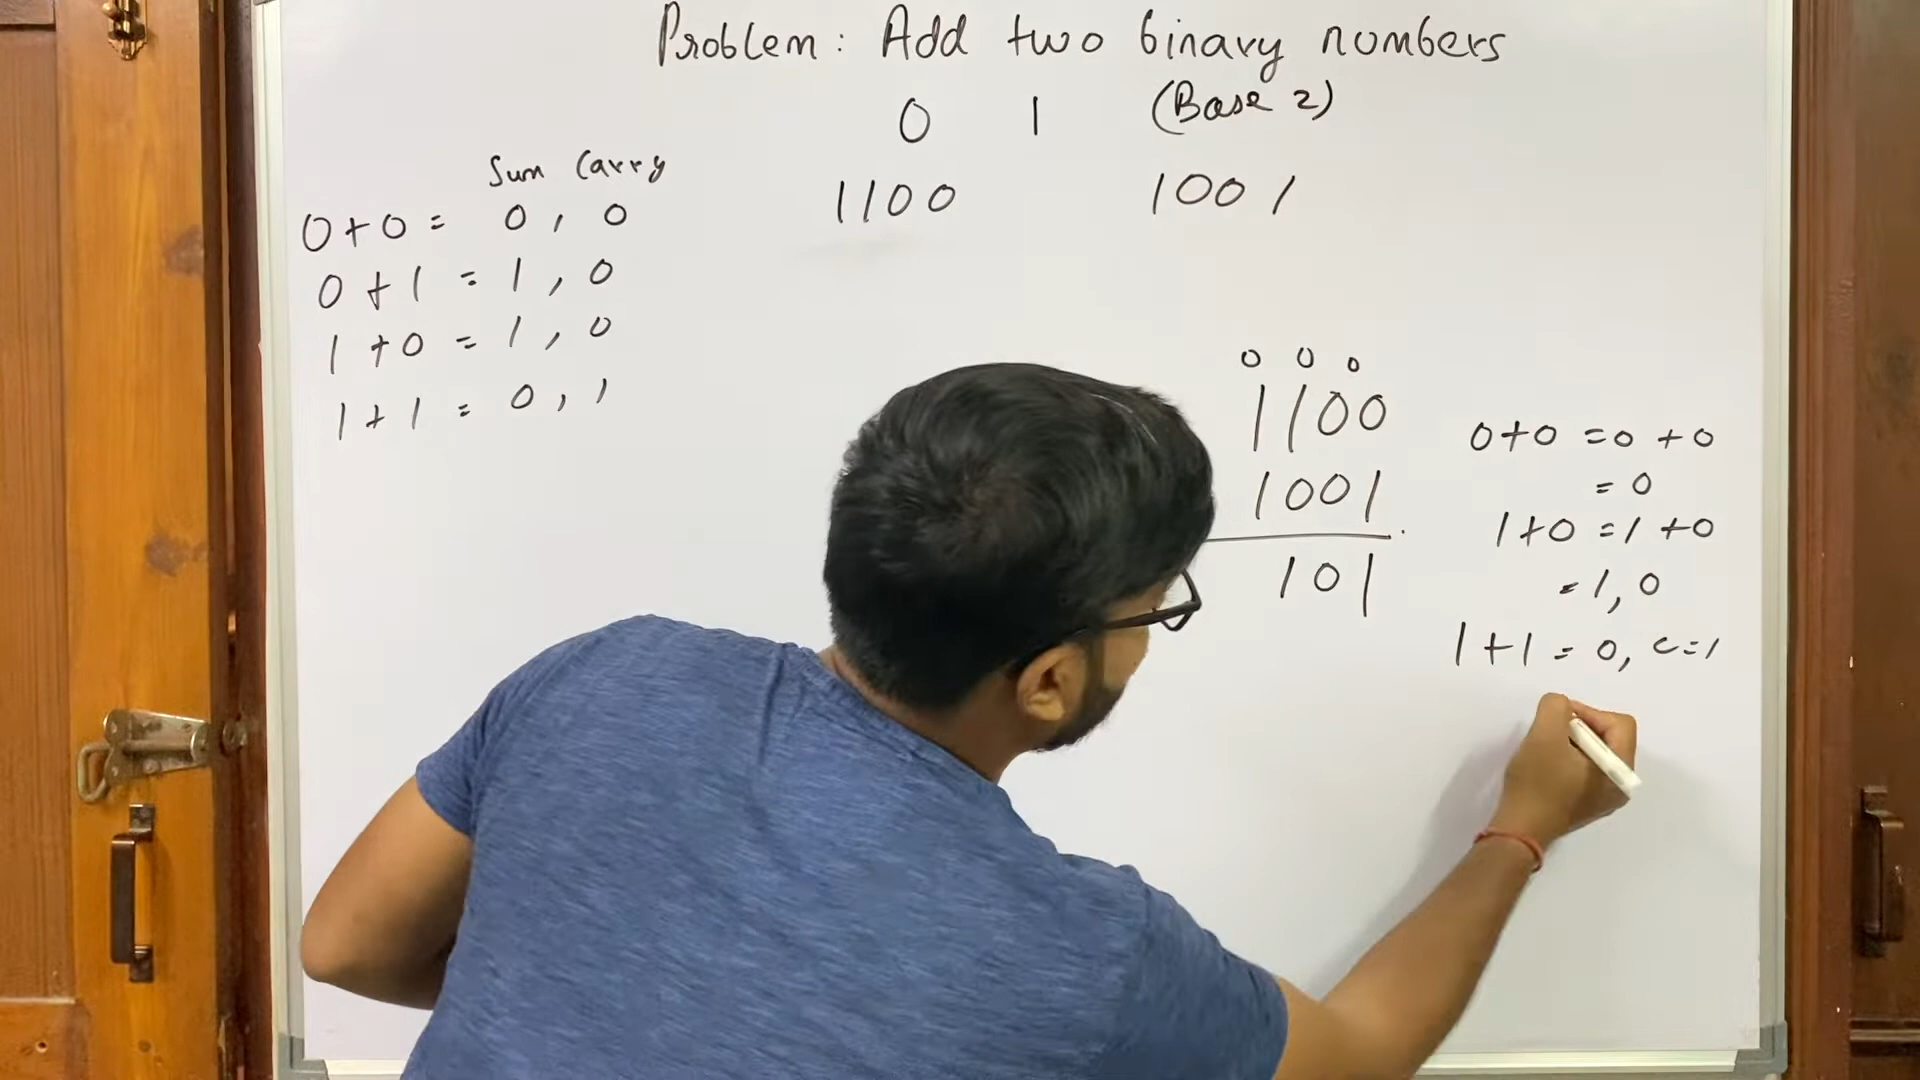 Problem: Add two binary numbers
0 1 (Base 2)
1100 1001
Sum Carry
0+0 = 0, 0
0+1 = 1, 0
1+0 = 1, 0
1+1 = 0, 1
0 0 0
1100
1001
101
0+0 =0 +0
= 0
1+0 =1 +0
= 1, 0
1+1 = 0, c=1